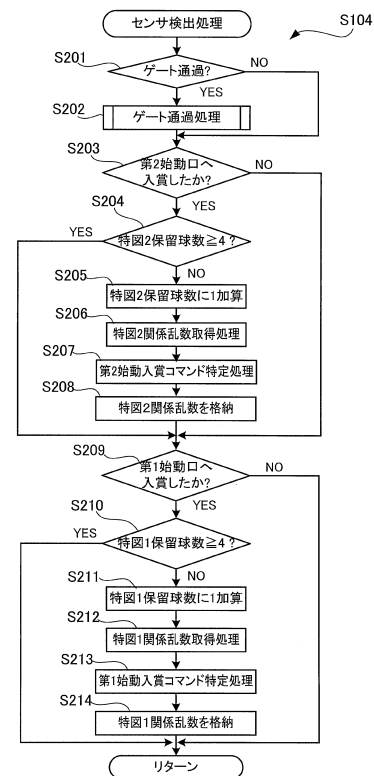 センサ検出処理
S104
S201
ゲート通過?
NO
YES
S202
ゲート通過処理
S203
第2始動口へ
入賞したか?
NO
YES
S204
YES
特図2保留球数≧4?
NO
S205
特図2保留球数に1加算
S206
特図2関係乱数取得処理
S207
第2始動入賞コマンド特定処理
S208
特図2関係乱数を格納
S209
第1始動口へ
入賞したか?
NO
YES
S210
YES
特図1保留球数≧4?
NO
S211
特図1保留球数に1加算
S212
特図1関係乱数取得処理
S213
第1始動入賞コマンド特定処理
S214
特図1関係乱数を格納
リターン